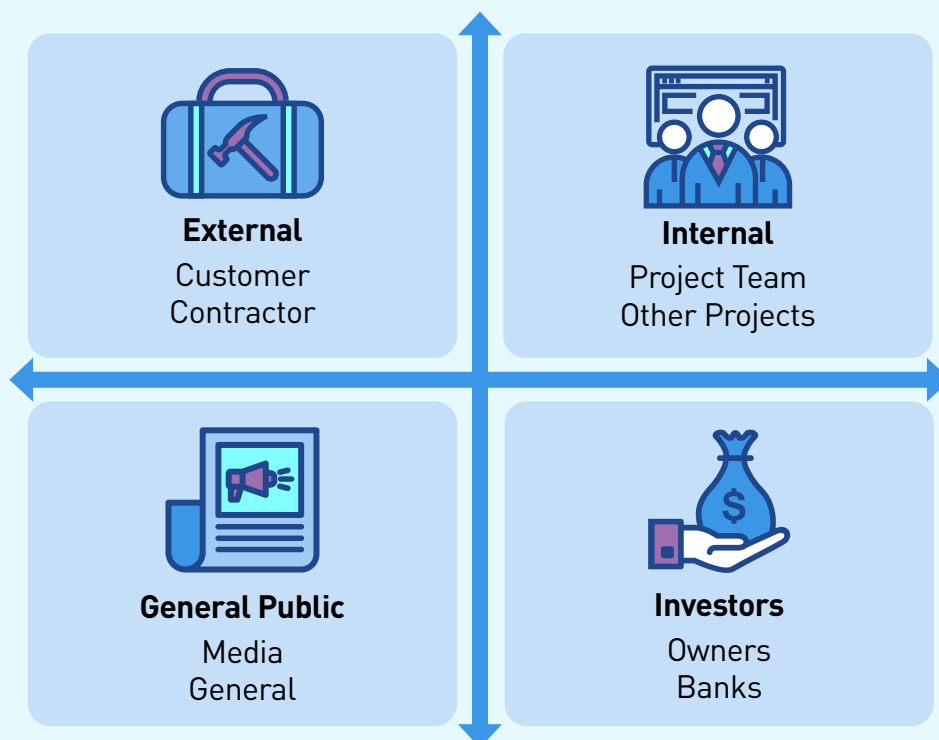 External
Customer
Contractor
Internal
Project Team
Other Projects
General Public
Media
General
$
Investors
Owners
Banks